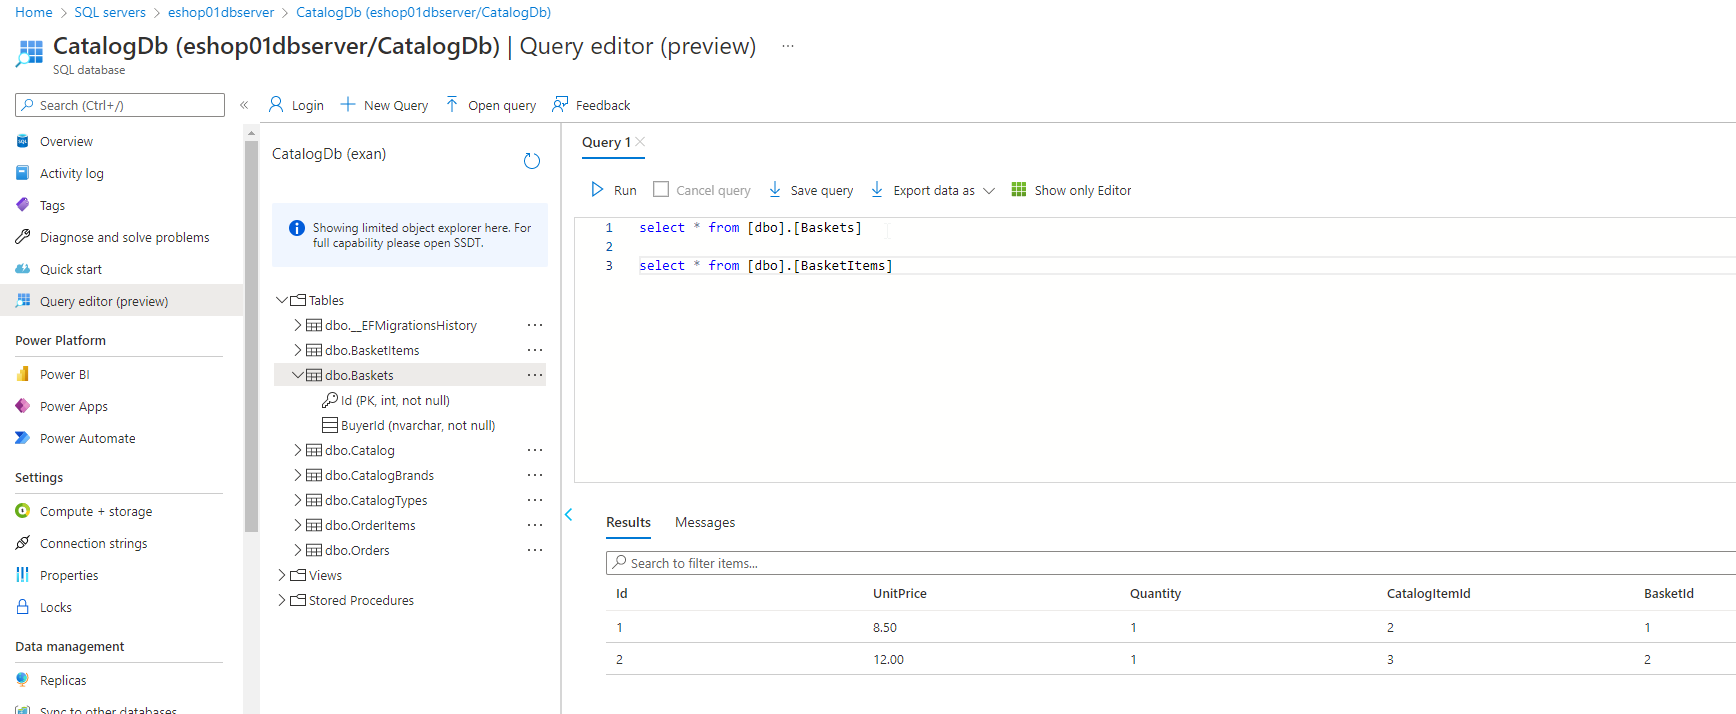 Home > SQL servers > eshop01dbserver > CatalogDb (eshop01dbserver/CatalogDb)
CatalogDb (eshop01dbserver/CatalogDb) | Query editor (preview) ...
SQL database
Search (Ctrl+/)
«
Login
New Query
Open query
Feedback
Overview
Activity log
Tags
Diagnose and solve problems
Quick start
Query editor (preview)
Power Platform
Power BI
Power Apps
Power Automate
Settings
Compute + storage
Connection strings
Properties
Locks
Data management
Replicas
Sync to other databases
CatalogDb (exan)
Showing limited object explorer here. For
full capability please open SSDT.
Tables
dbo.__EFMigrationsHistory ...
dbo.BasketItems ...
dbo.Baskets ...
Id (PK, int, not null)
BuyerId (nvarchar, not null)
dbo.Catalog ...
dbo.CatalogBrands ...
dbo.CatalogTypes ...
dbo.OrderItems ...
dbo.Orders ...
Views
Stored Procedures
Query 1
Run
Cancel query
Save query
Export data as
Show only Editor
1 select * from [dbo].[Baskets]
2
3 select * from [dbo].[BasketItems]
Results Messages
Search to filter items...
Id UnitPrice Quantity CatalogItemId BasketId
1 8.50 1 2 1
2 12.00 1 3 2